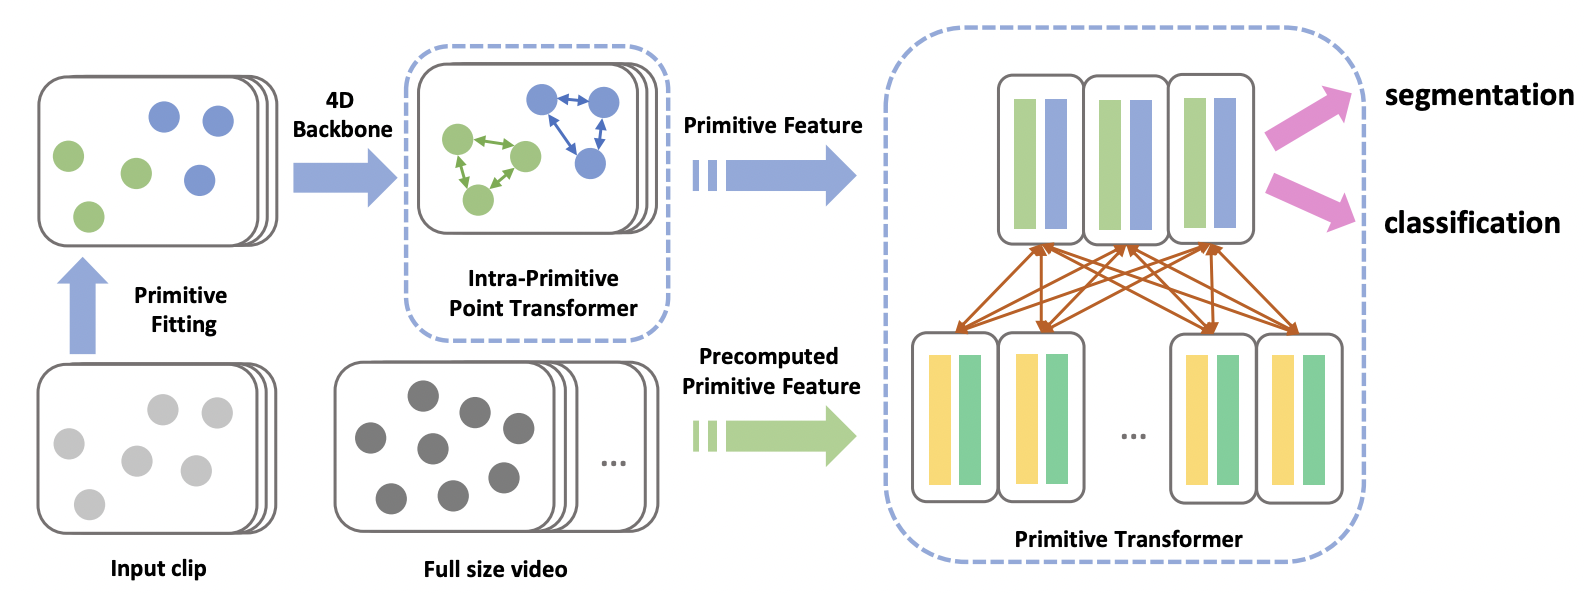 4D
Backbone
Primitive Feature
segmentation
classification
Intra-Primitive
Point Transformer
Primitive
Fitting
Precomputed
Primitive Feature
...
...
Primitive Transformer
Input clip
Full size video